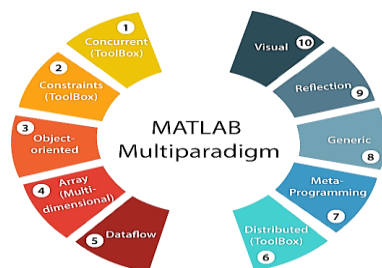 MATLAB
Multiparadigm
1
Concurrent
(ToolBox)
2
Constraints
(ToolBox)
3
Object-
oriented
4
Array
(Multi-
dimensional)
5
Dataflow
6
Distributed
(ToolBox)
7
Meta-
Programming
8
Generic
9
Reflection
10
Visual